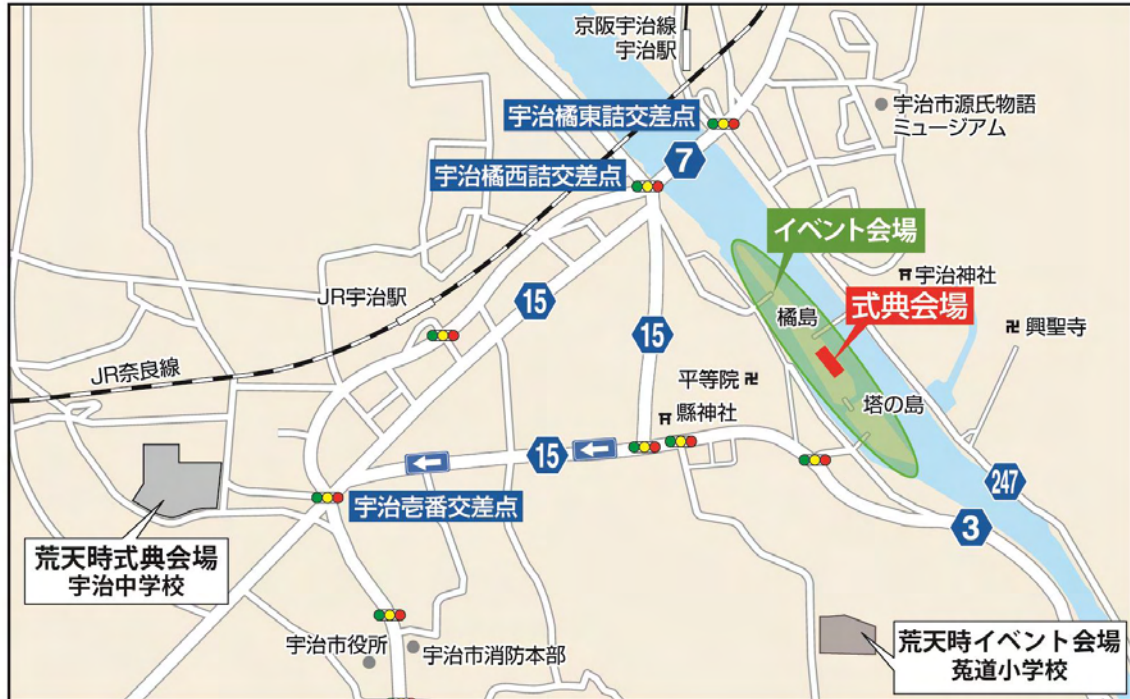 京阪宇治線
宇治駅
宇治市源氏物語
ミュージアム
宇治橘東詰交差点
7
宇治橘西詰交差点
イベント会場
宇治神社
JR宇治駅
15
橘島
式典会場
15
興聖寺
JR奈良線
平等院
塔の島
縣神社
15
247
宇治壱番交差点
3
荒天時式典会場
宇治中学校
宇治市役所
宇治市消防本部
荒天時イベント会場
菟道小学校